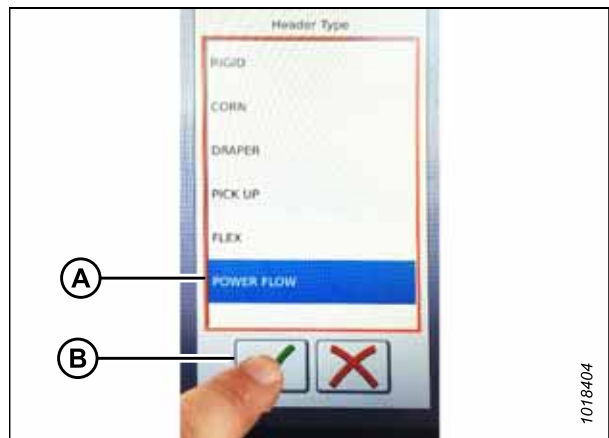 Header Type
RIGID
CORN
DRAPER
PICK UP
FLEX
A
POWER FLOW
B
1018404